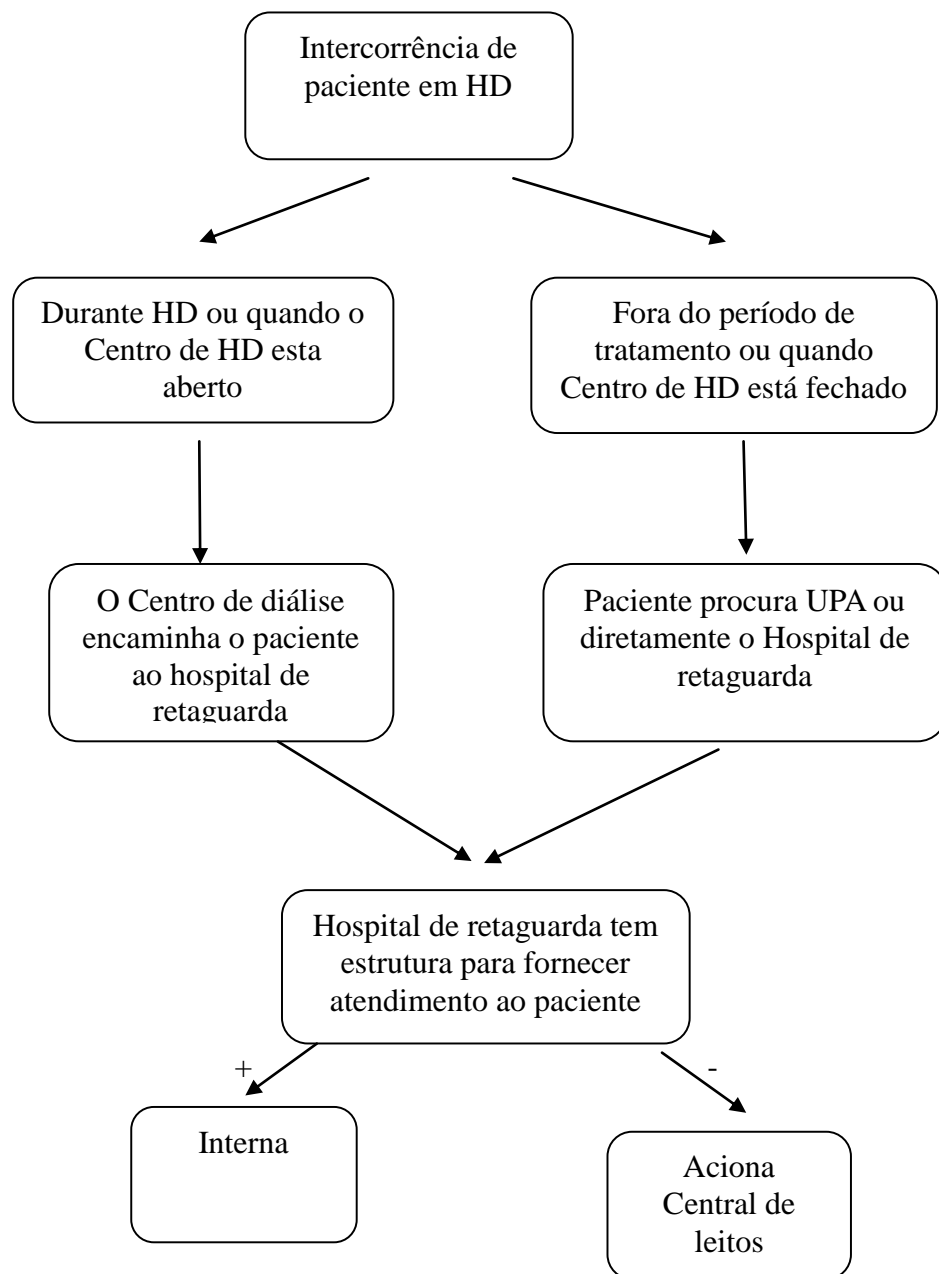 Intercorrência de
paciente em HD
Durante HD ou quando o
Centro de HD esta
aberto
Fora do período de
tratamento ou quando
Centro de HD está fechado
O Centro de diálise
encaminha o paciente
ao hospital de
retaguarda
Paciente procura UPA ou
diretamente o Hospital de
retaguarda
Hospital de retaguarda tem
estrutura para fornecer
atendimento ao paciente
+
-
Interna
Aciona
Central de
leitos